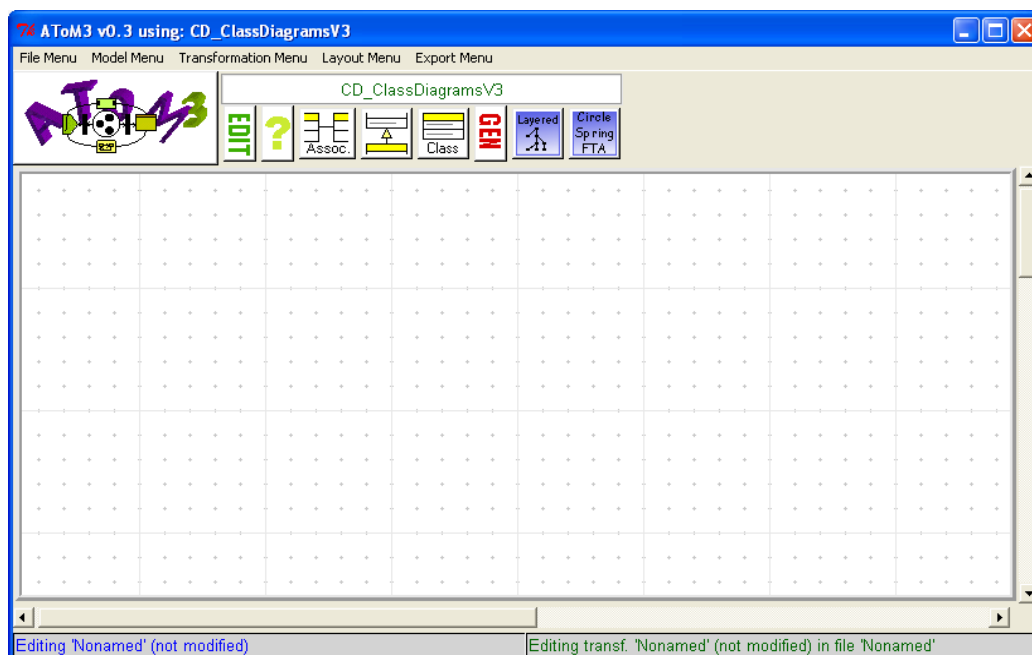 AToM3 v0.3 using: CD_ClassDiagramsV3
File Menu Model Menu Transformation Menu Layout Menu Export Menu
AToM3
CD_ClassDiagramsV3
EDIT
?
Assoc.
Class
GEN
Layered
Circle
Spring
FTA
Editing 'Nonamed' (not modified)
Editing transf. 'Nonamed' (not modified) in file 'Nonamed'